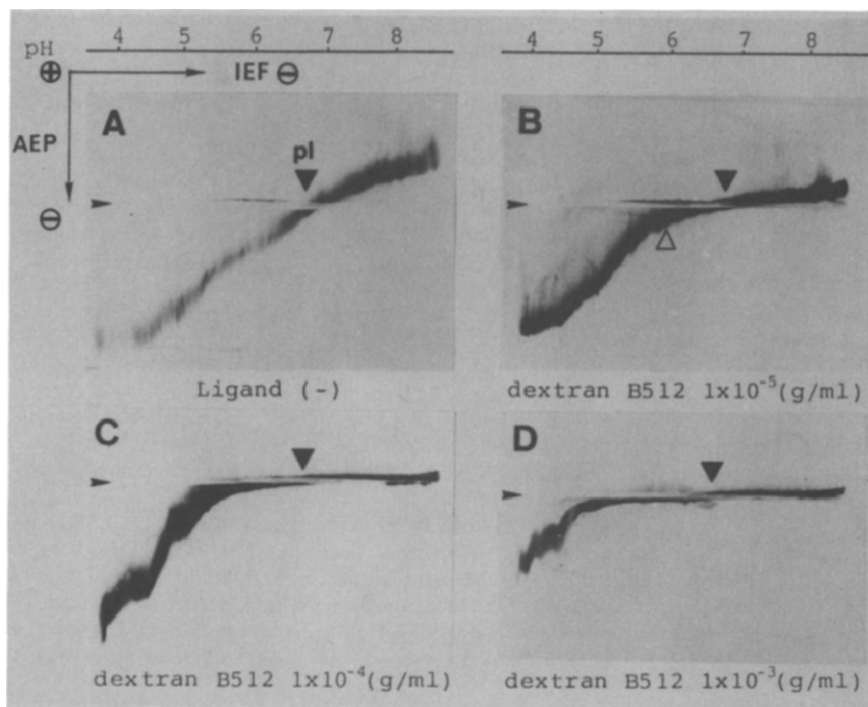 pH 4 5 6 7 8
4 5 6 7 8
⊕ IEF ⊖
AEP
⊖
A
pI
B
Ligand (-)
dextran B512 1x10⁻⁵(g/ml)
C
D
dextran B512 1x10⁻⁴(g/ml)
dextran B512 1x10⁻³(g/ml)